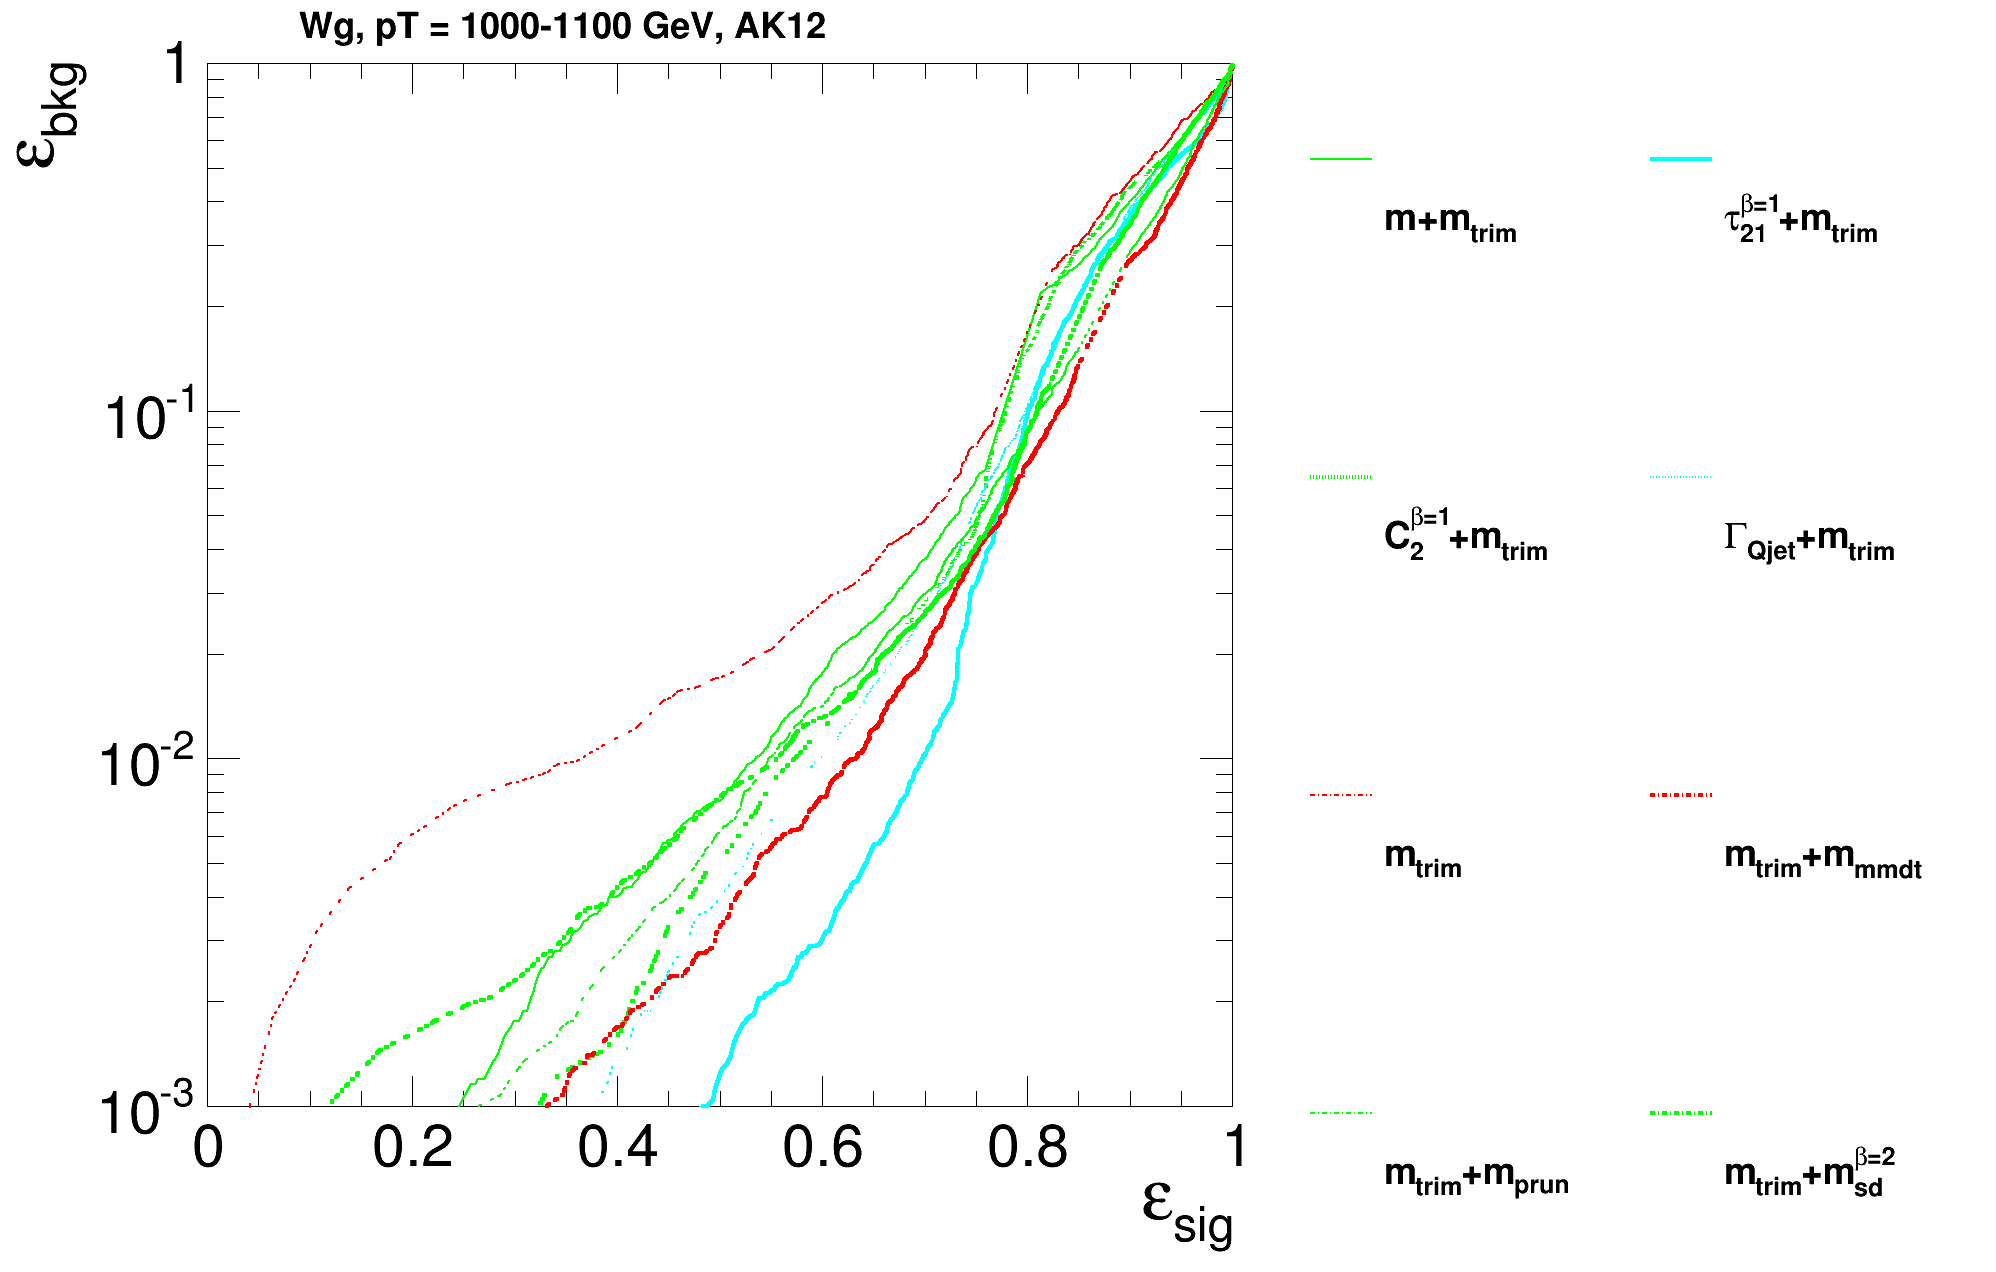 Wg, pT = 1000-1100 GeV, AK12
ε_bkg
1
10^-1
10^-2
10^-3
0 0.2 0.4 0.6 0.8 1
ε_sig
m+m_trim
τ_21^β=1+m_trim
C_2^β=1+m_trim
Γ_Qjet+m_trim
m_trim
m_trim+m_mmdt
m_trim+m_prun
m_trim+m_sd^β=2